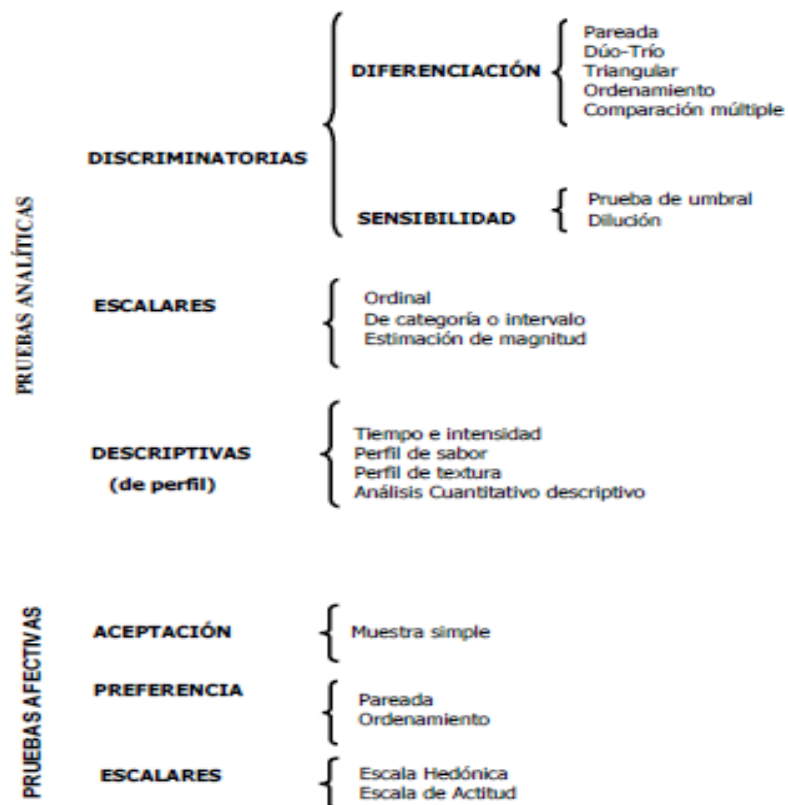 PRUEBAS ANALÍTICAS
DISCRIMINATORIAS
DIFERENCIACIÓN
Pareada
Dúo-Trío
Triangular
Ordenamiento
Comparación múltiple
SENSIBILIDAD
Prueba de umbral
Dilución
ESCALARES
Ordinal
De categoría o intervalo
Estimación de magnitud
DESCRIPTIVAS
(de perfil)
Tiempo e intensidad
Perfil de sabor
Perfil de textura
Análisis Cuantitativo descriptivo
PRUEBAS AFECTIVAS
ACEPTACIÓN
Muestra simple
PREFERENCIA
Pareada
Ordenamiento
ESCALARES
Escala Hedónica
Escala de Actitud